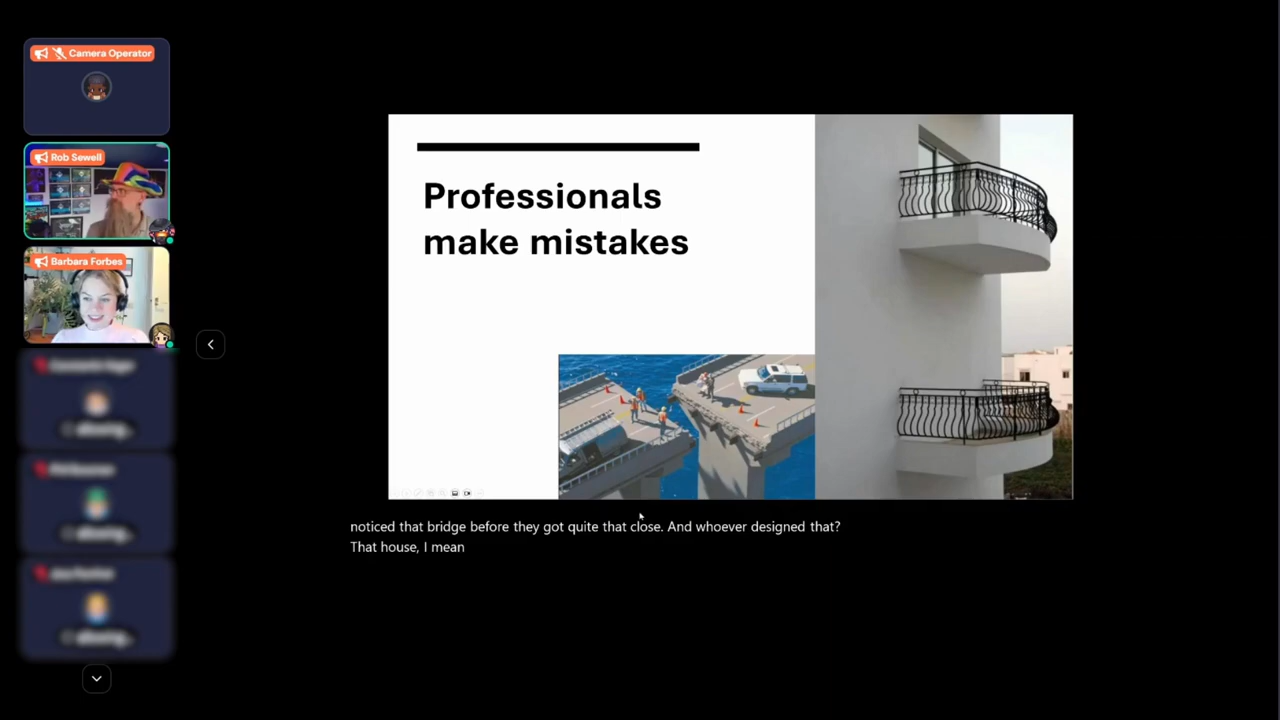 Camera Operator
Rob Sewell
Barbara Forbes
Professionals
make mistakes
noticed that bridge before they got quite that close. And whoever designed that?
That house, I mean